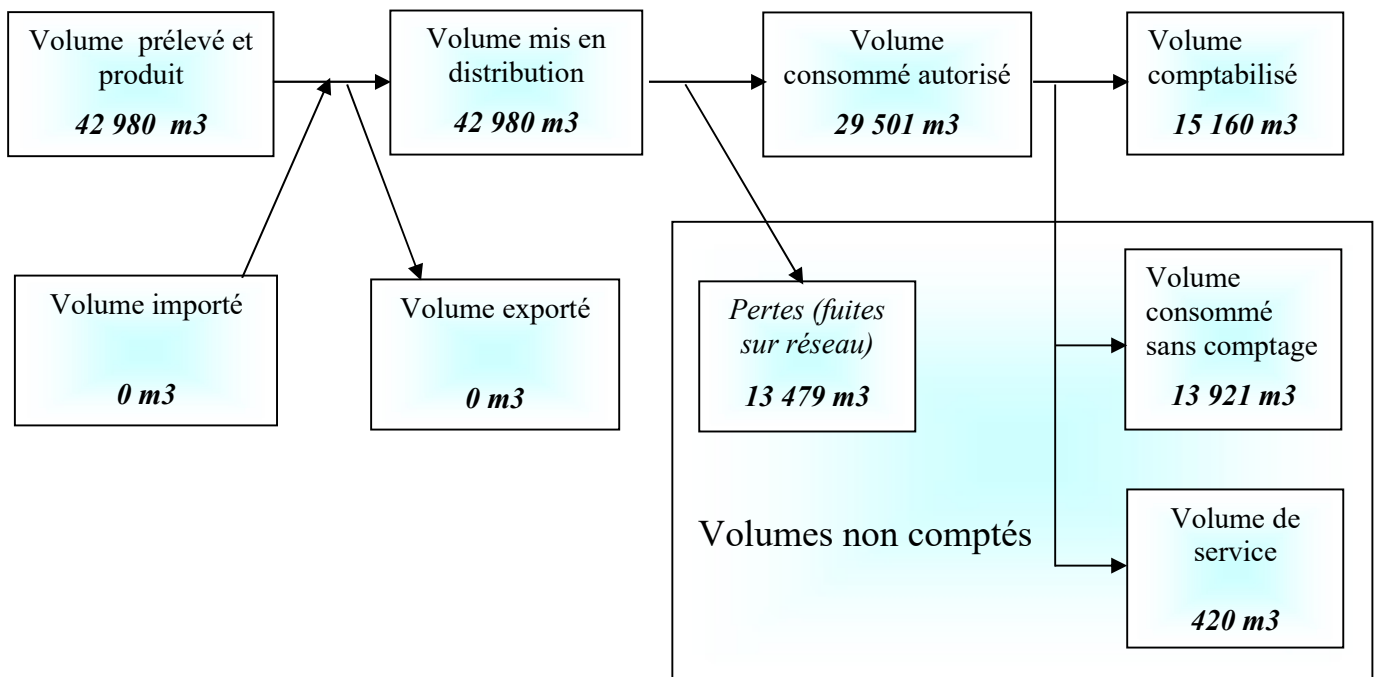 Volume prélevé et
produit
42 980 m3
Volume mis en
distribution
42 980 m3
Volume
consommé autorisé
29 501 m3
Volume
comptabilisé
15 160 m3
Volume importé
0 m3
Volume exporté
0 m3
Pertes (fuites
sur réseau)
13 479 m3
Volume
consommé
sans comptage
13 921 m3
Volumes non comptés
Volume de
service
420 m3